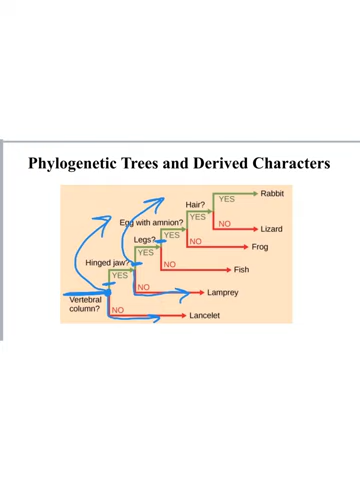 Phylogenetic Trees and Derived Characters
Rabbit
YES
Hair?
Egg with amnion?
YES
NO
Lizard
YES
Legs?
NO
Frog
YES
Hinged jaw?
NO
Fish
YES
NO
Lamprey
Vertebral
column?
NO
Lancelet